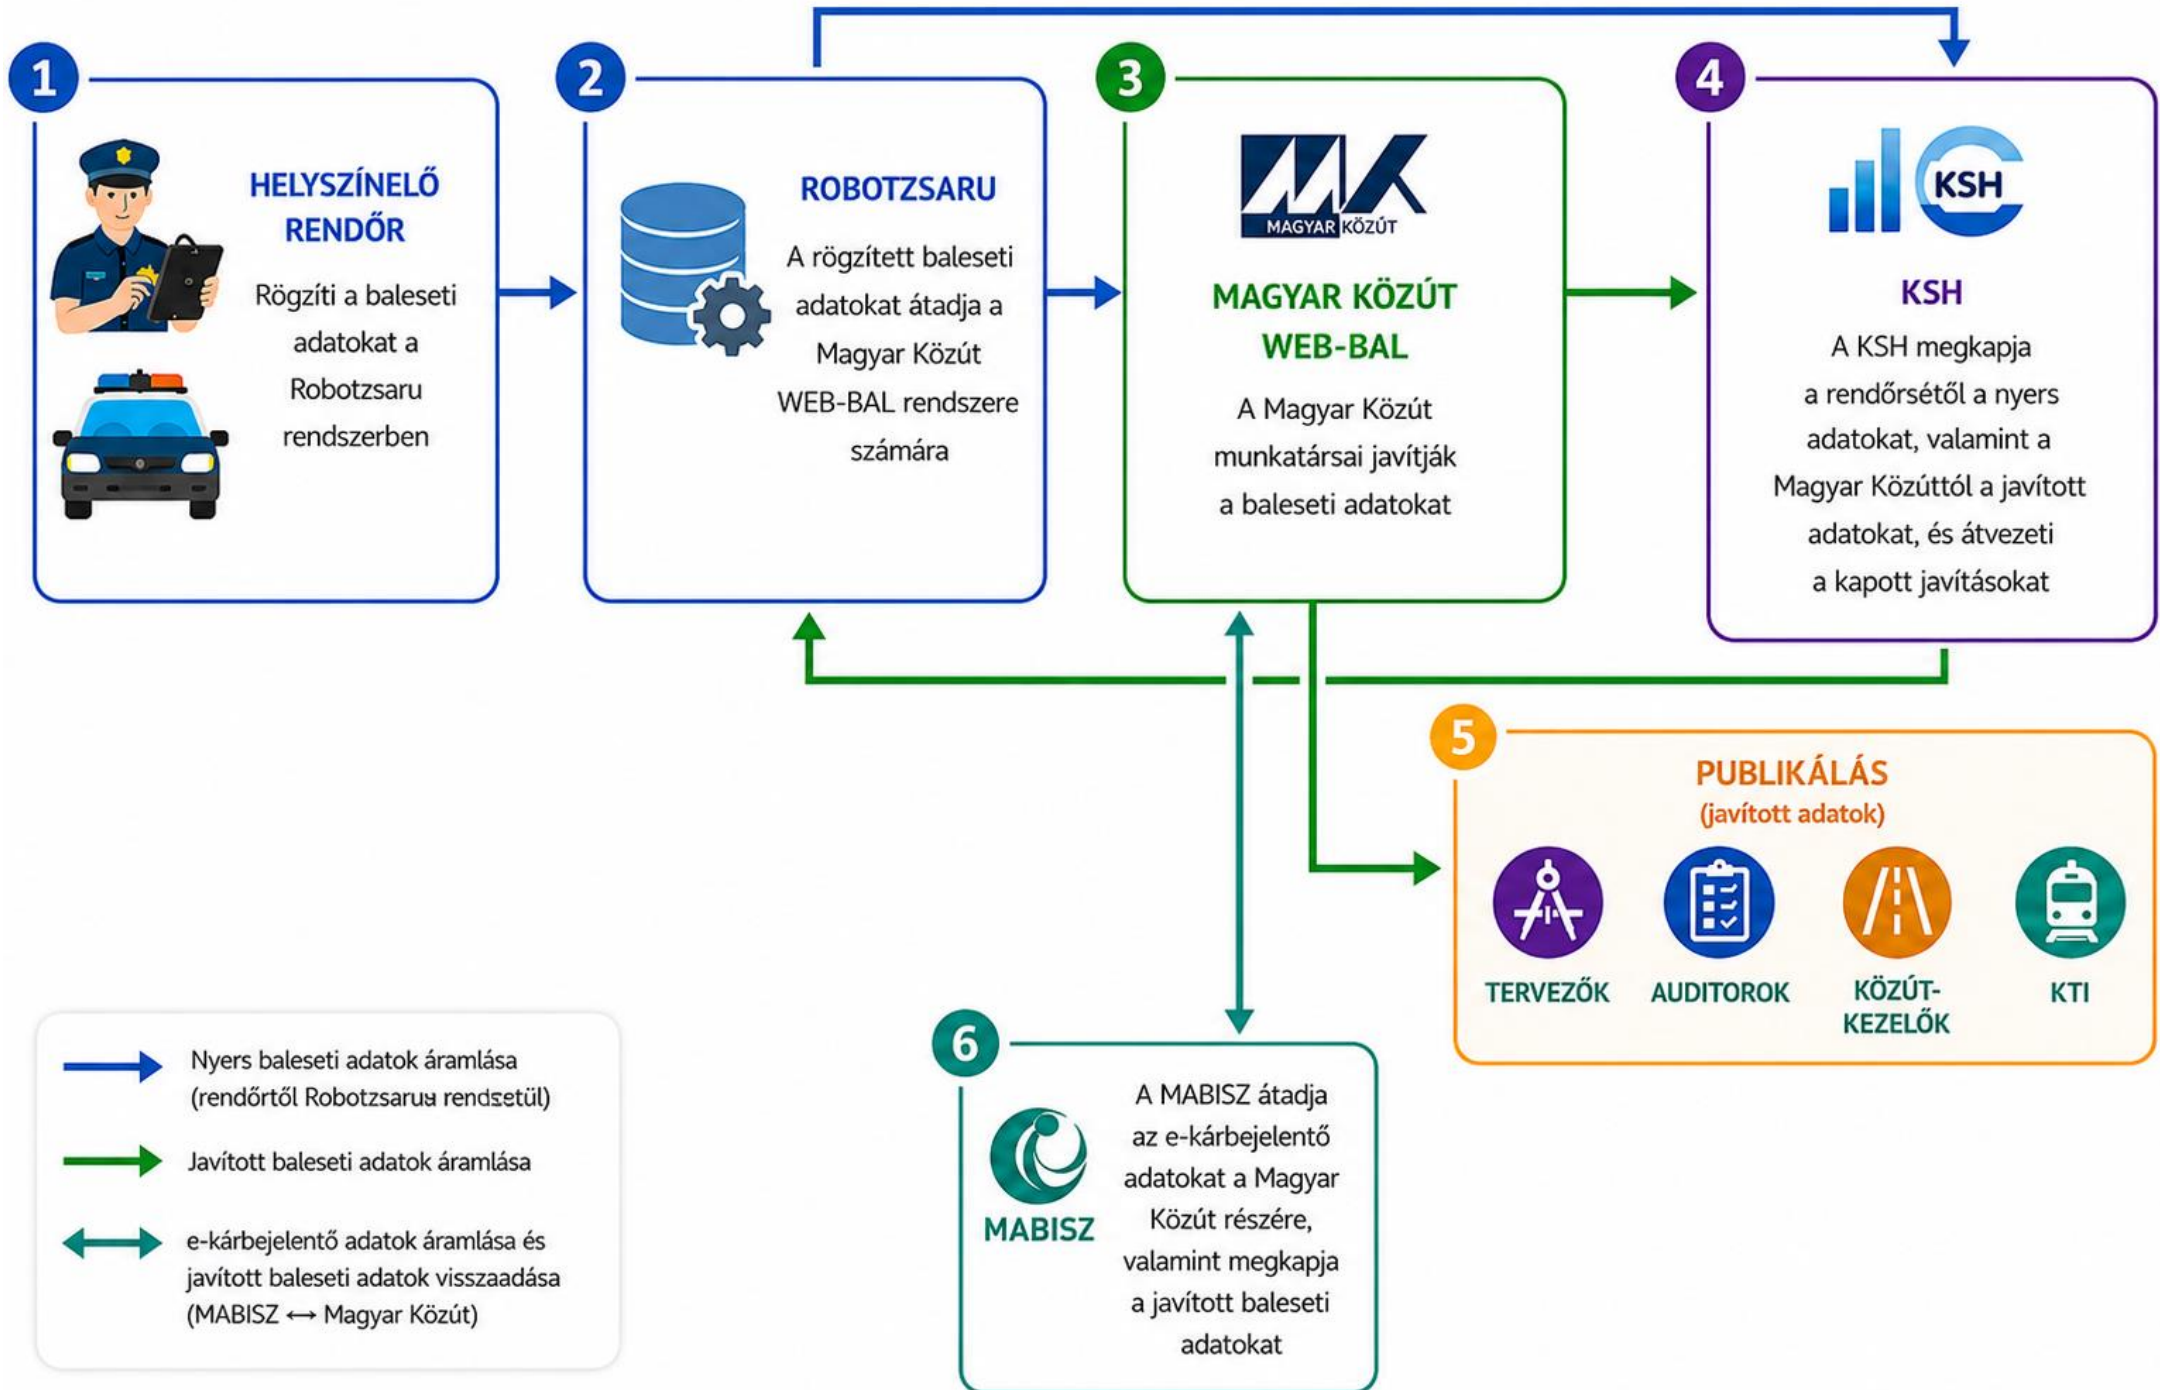 1
HELYSZÍNELŐ
RENDŐR
Rögzíti a baleseti
adatokat a
Robotzsaru
rendszerben
2
ROBOTZSARU
A rögzített baleseti
adatokat átadja a
Magyar Közút
WEB-BAL rendszere
számára
3
MK
MAGYAR KÖZÚT
MAGYAR KÖZÚT
WEB-BAL
A Magyar Közút
munkatársai javítják
a baleseti adatokat
4
KSH
KSH
A KSH megkapja
a rendőrsétől a nyers
adatokat, valamint a
Magyar Közúttól a javított
adatokat, és átvezeti
a kapott javításokat
5
PUBLIKÁLÁS
(javított adatok)
TERVEZŐK
AUDITOROK
KÖZÚT-
KEZELŐK
KTI
6
MABISZ
A MABISZ átadja
az e-kárbejelentő
adatokat a Magyar
Közút részére,
valamint megkapja
a javított baleseti
adatokat
Nyers baleseti adatok áramlása
(rendőrtől Robotzsarus)
Javított baleseti adatok áramlása
e-kárbejelentő adatok áramlása és
javított baleseti adatok visszaadása
(MABISZ ↔ Magyar Közút)